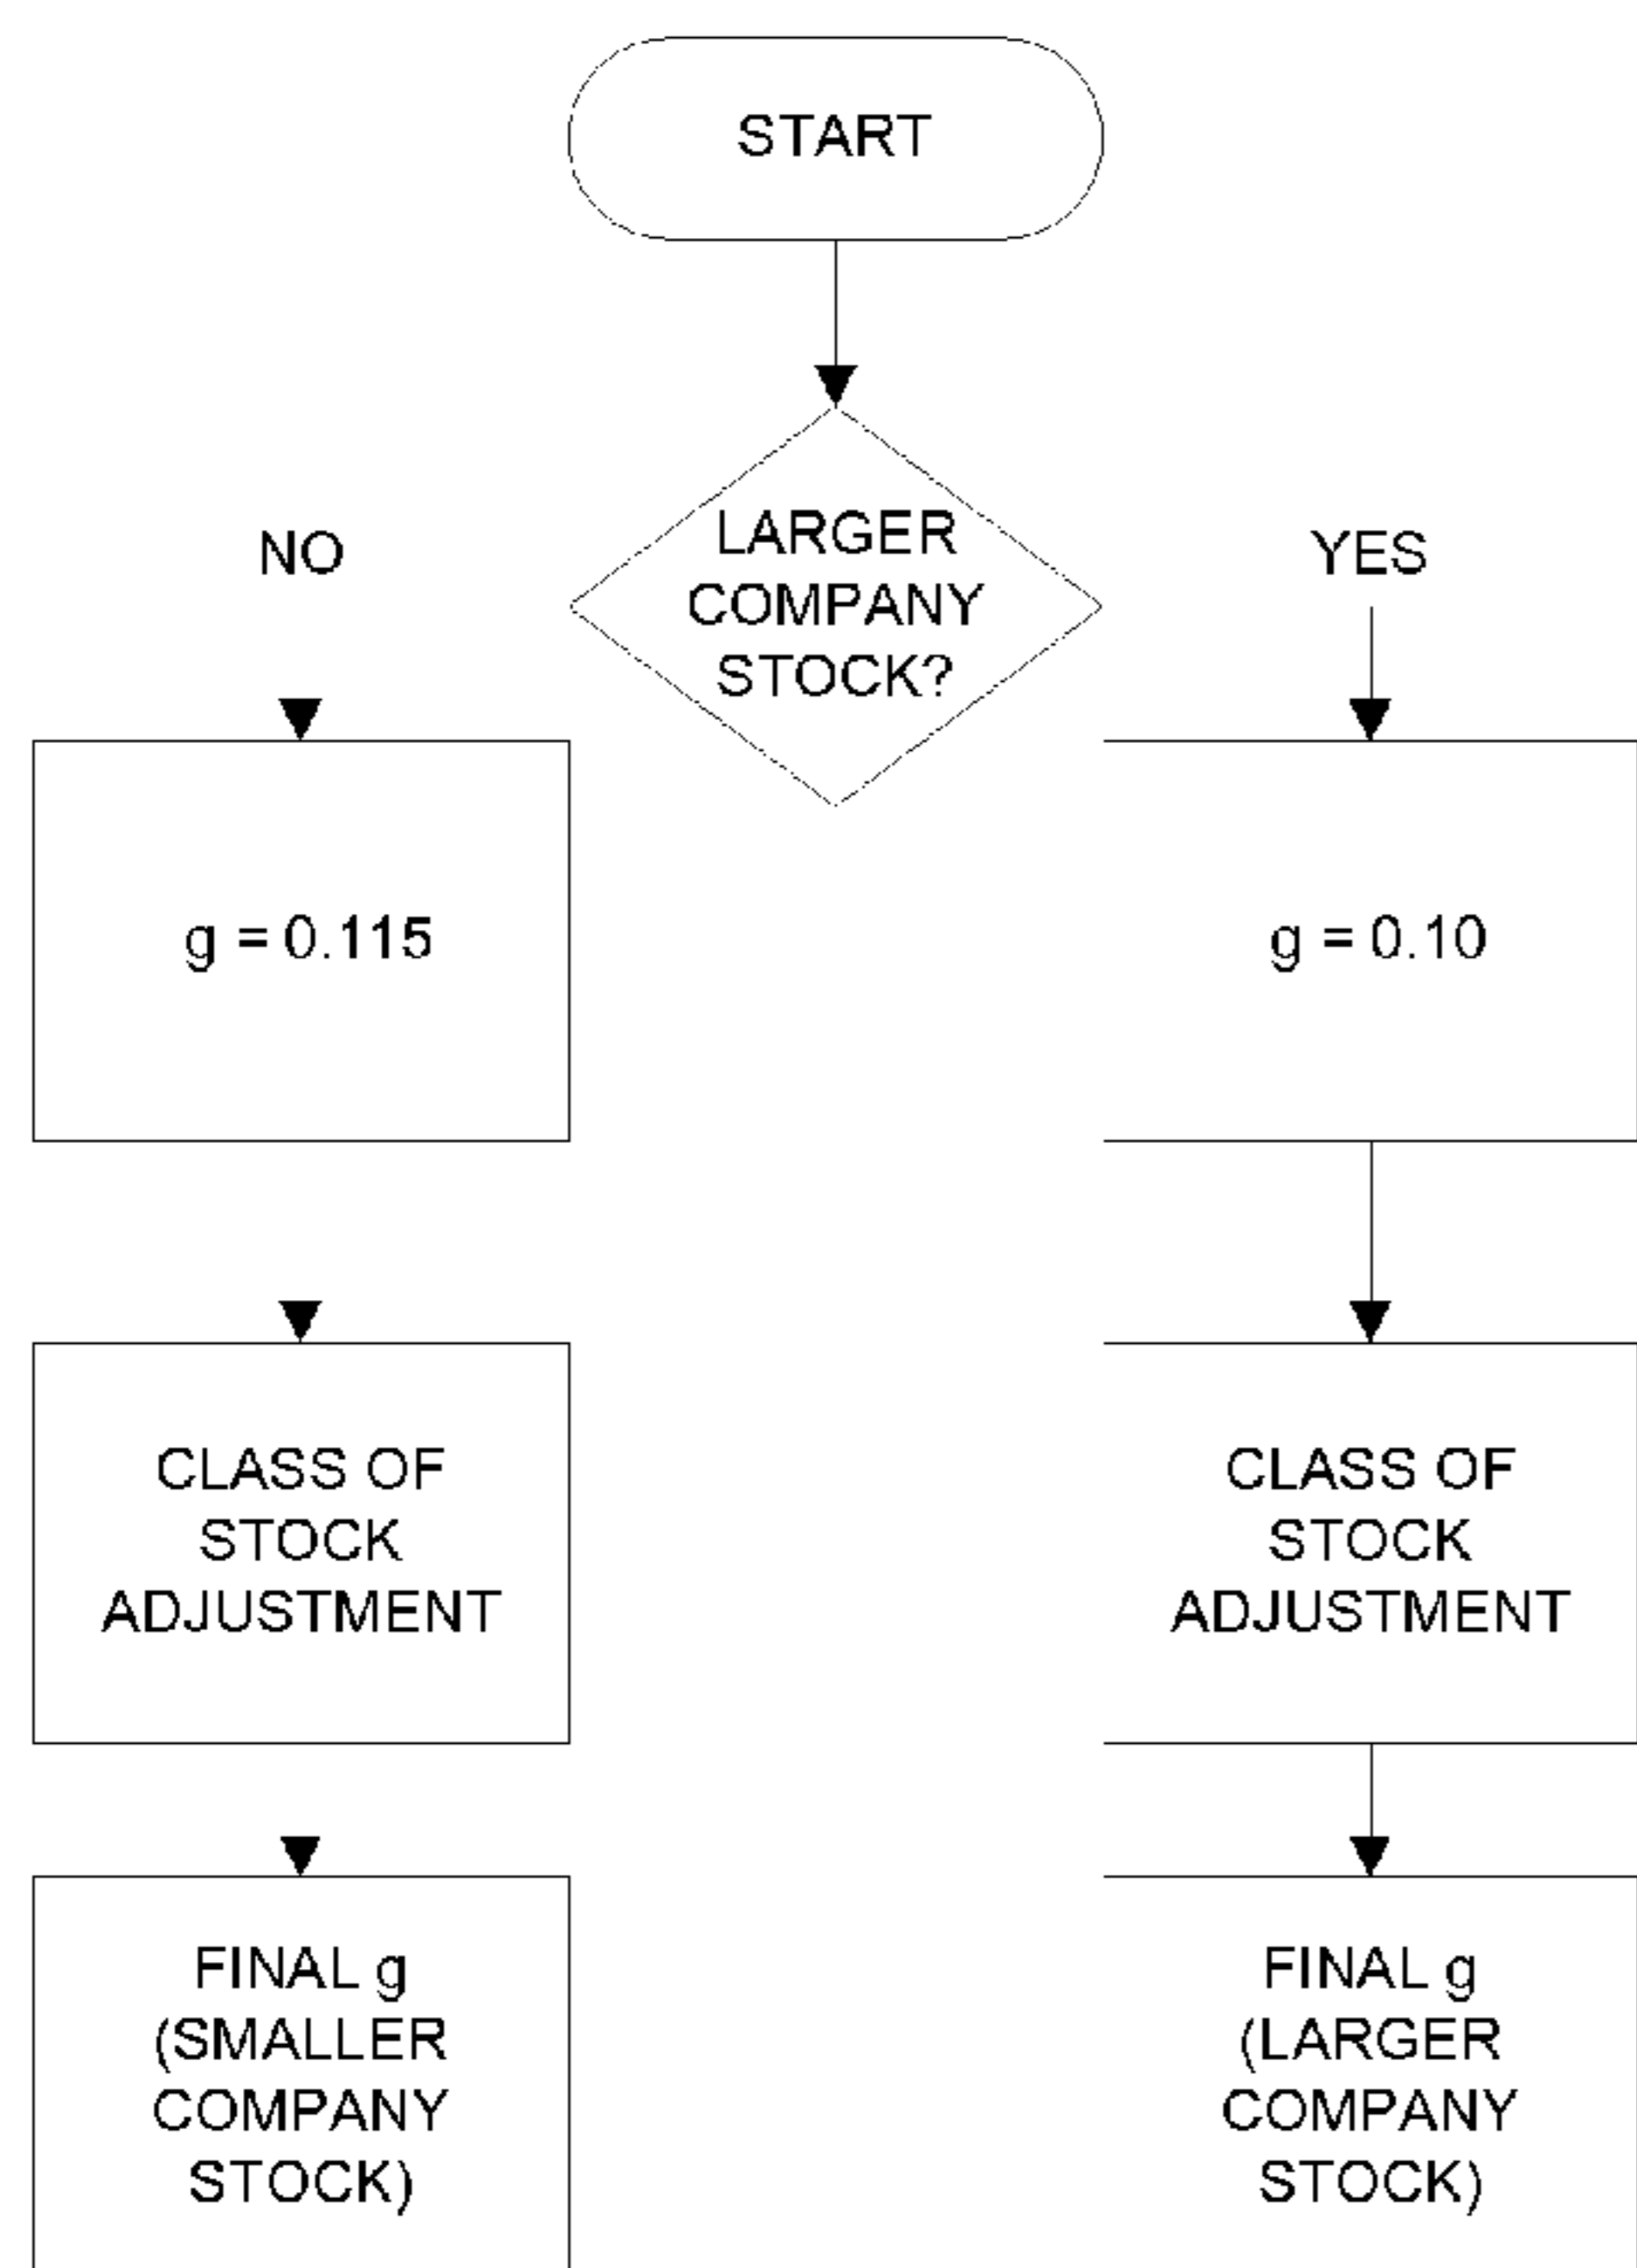 START
LARGER
COMPANY
STOCK?
NO
YES
g = 0.115
g = 0.10
CLASS OF
STOCK
ADJUSTMENT
CLASS OF
STOCK
ADJUSTMENT
FINAL g
(SMALLER
COMPANY
STOCK)
FINAL g
(LARGER
COMPANY
STOCK)